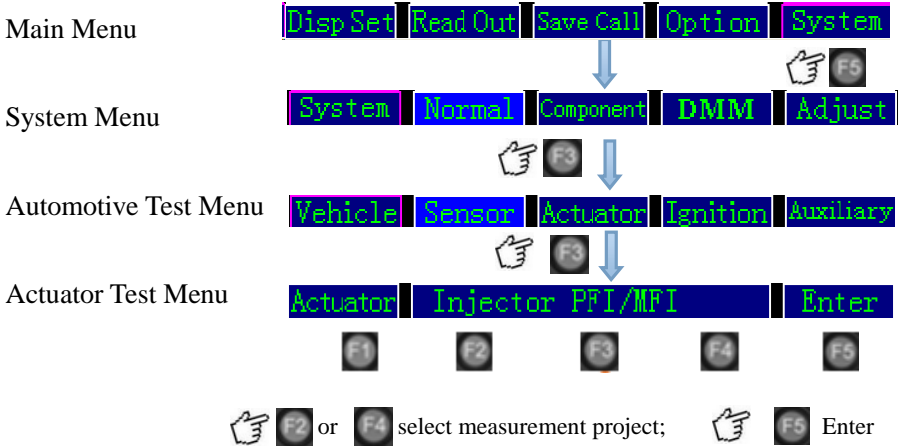 Main Menu Disp Set Read Out Save Call Option System
F5
System Menu System Normal Component DMM Adjust
F3
Automotive Test Menu Vehicle Sensor Actuator Ignition Auxiliary
F3
Actuator Test Menu Actuator Injector PFI/MFI Enter
F1 F2 F3 F4 F5
F2 or F4 select measurement project; F5 Enter